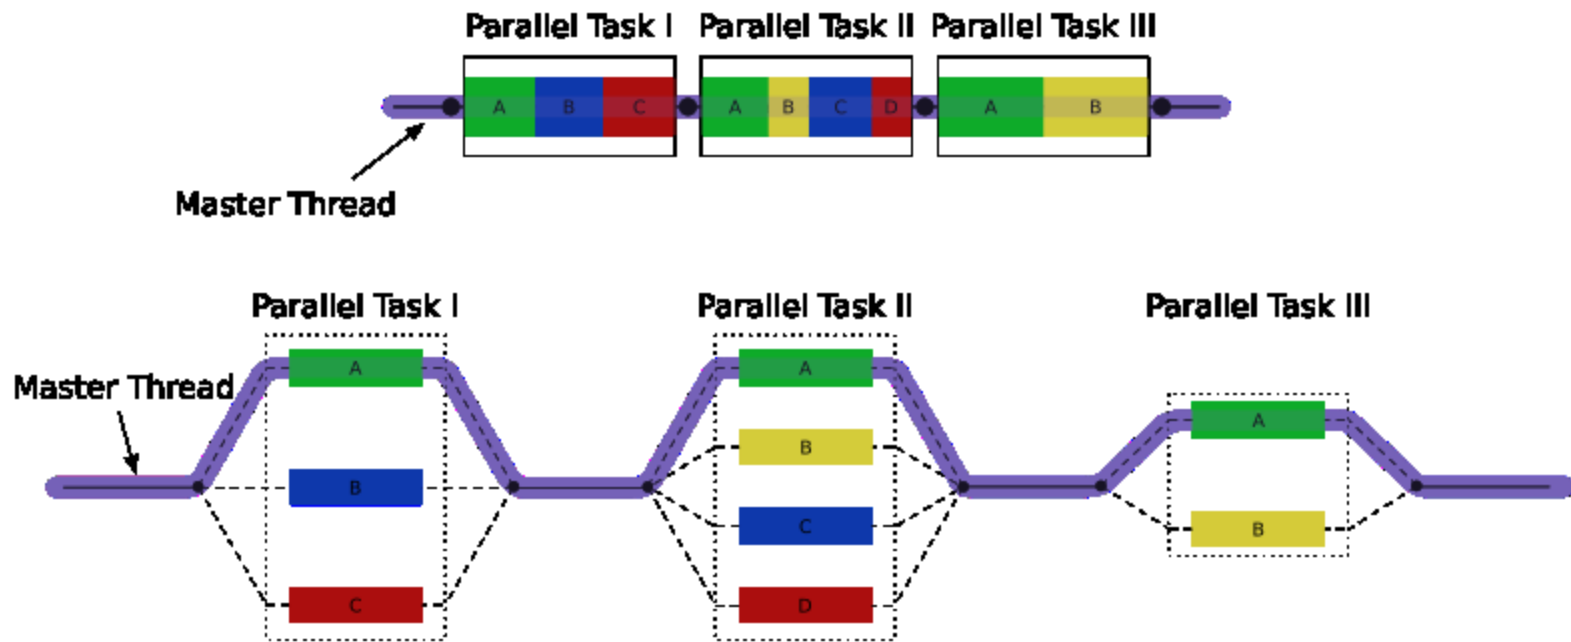 Parallel Task I Parallel Task II Parallel Task III
A B C A B C D A B
Master Thread
Parallel Task I Parallel Task II Parallel Task III
A A
Master Thread
A
B
B
B
C
C D